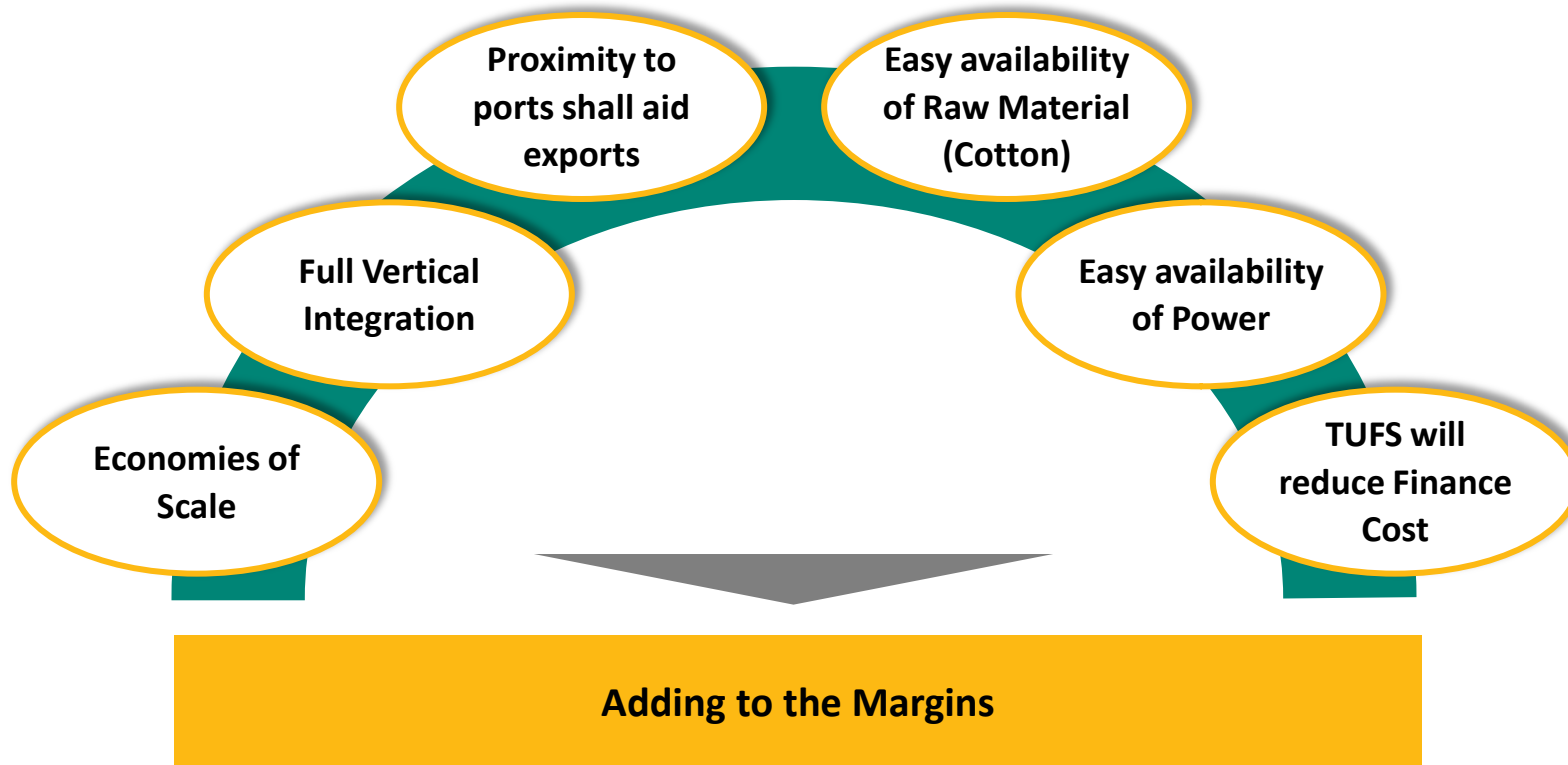 Proximity to
ports shall aid
exports
Easy availability
of Raw Material
(Cotton)
Full Vertical
Integration
Easy availability
of Power
Economies of
Scale
TUFS will
reduce Finance
Cost
Adding to the Margins